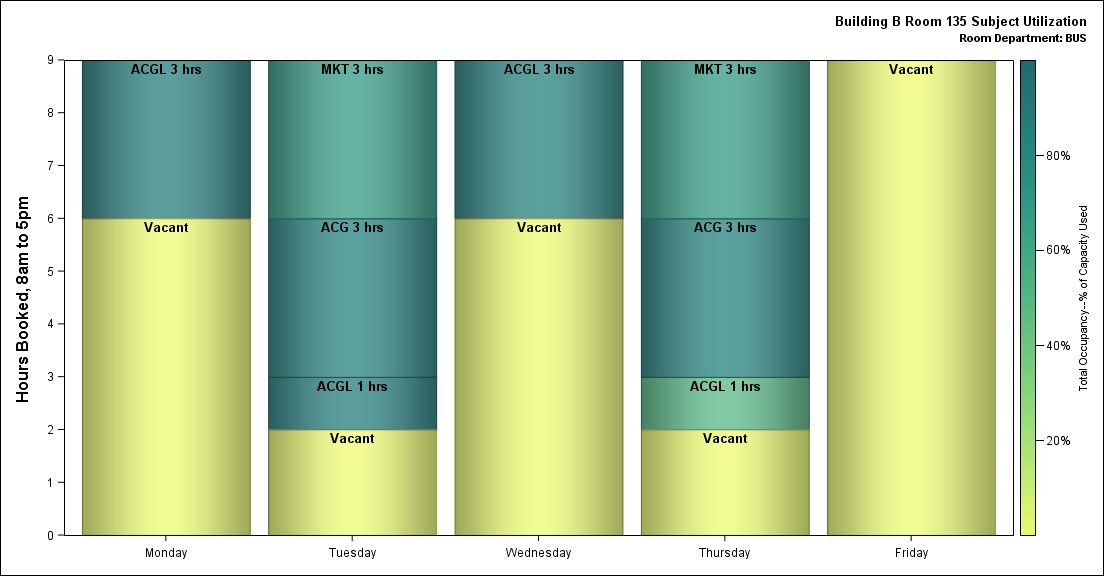 Building B Room 135 Subject Utilization
Room Department: BUS
Hours Booked, 8am to 5pm
9
8
7
6
5
4
3
2
1
0
ACGL 3 hrs
Vacant
MKT 3 hrs
ACG 3 hrs
ACGL 1 hrs
Vacant
ACGL 3 hrs
Vacant
MKT 3 hrs
ACG 3 hrs
ACGL 1 hrs
Vacant
Vacant
Monday
Tuesday
Wednesday
Thursday
Friday
80%
60%
40%
20%
Total Occupancy--% of Capacity Used